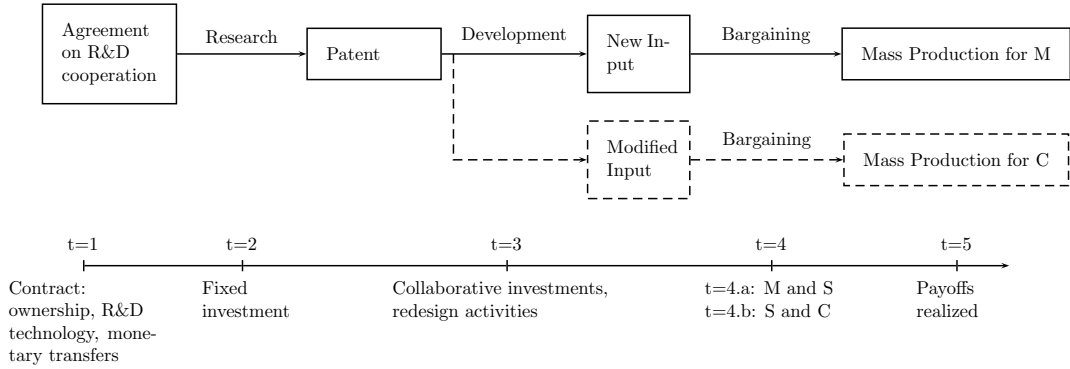 Agreement
on R&D
cooperation
Research
Patent
Development
New In-
put
Bargaining
Mass Production for M
Modified
Input
Bargaining
Mass Production for C
t=1
t=2
t=3
t=4
t=5
Contract:
ownership, R&D
technology, mone-
tary transfers
Fixed
investment
Collaborative investments,
redesign activities
t=4.a: M and S
t=4.b: S and C
Payoffs
realized